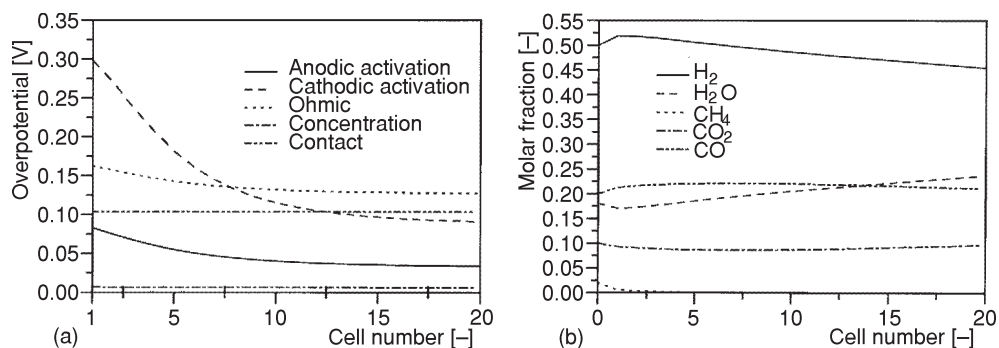 Overpotential [V]
0.35
0.30
0.25
0.20
0.15
0.10
0.05
0.00
Anodic activation
Cathodic activation
Ohmic
Concentration
Contact
1
5
10
15
20
(a)
Cell number [–]
Molar fraction [–]
0.55
0.50
0.45
0.40
0.35
0.30
0.25
0.20
0.15
0.10
0.05
0.00
H₂
H₂O
CH₄
CO₂
CO
0
5
10
15
20
(b)
Cell number [–]